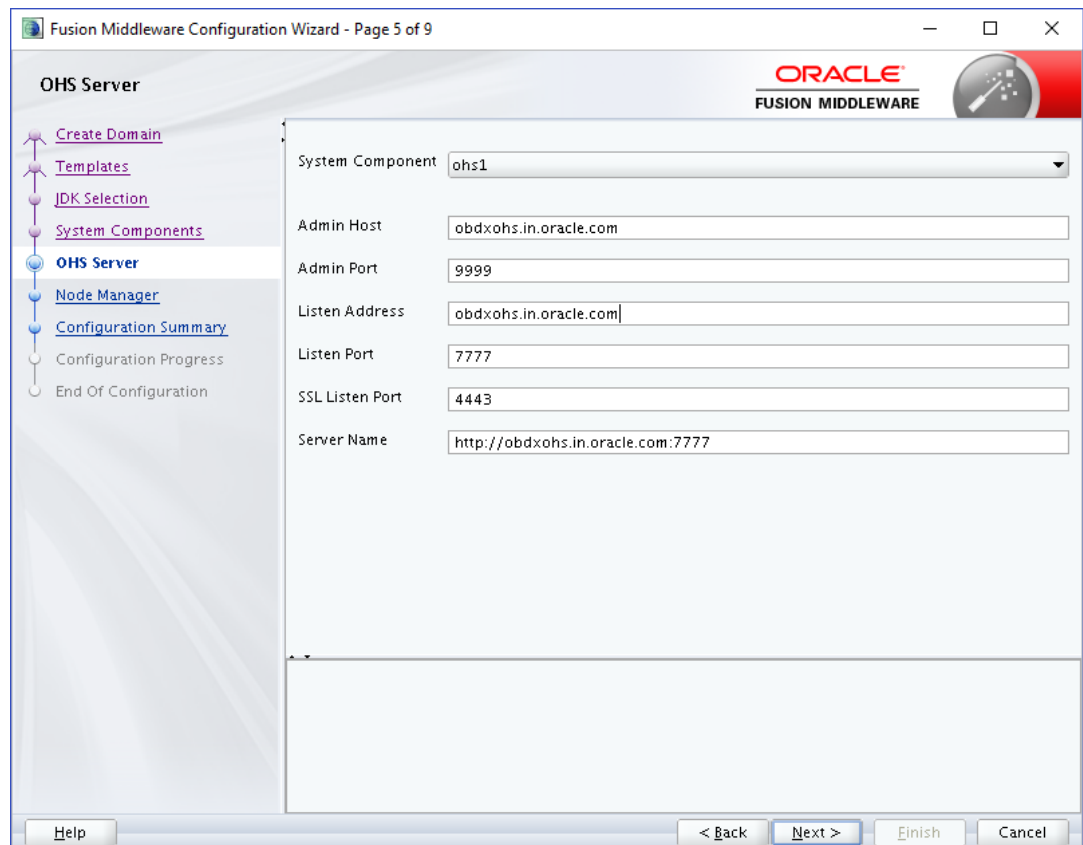 Fusion Middleware Configuration Wizard - Page 5 of 9
OHS Server
ORACLE
FUSION MIDDLEWARE
Create Domain
Templates
JDK Selection
System Components
OHS Server
Node Manager
Configuration Summary
Configuration Progress
End Of Configuration
System Component ohs1
Admin Host obdxohs.in.oracle.com
Admin Port 9999
Listen Address obdxohs.in.oracle.com
Listen Port 7777
SSL Listen Port 4443
Server Name http://obdxohs.in.oracle.com:7777
Help < Back Next > Finish Cancel